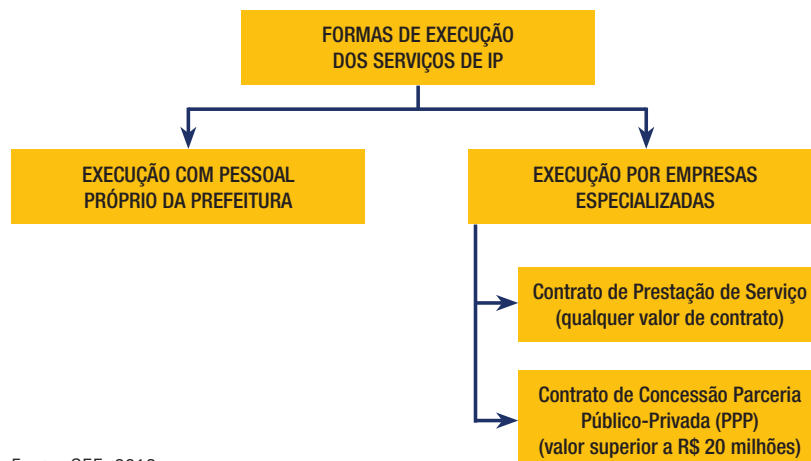 FORMAS DE EXECUÇÃO
DOS SERVIÇOS DE IP
EXECUÇÃO COM PESSOAL
PRÓPRIO DA PREFEITURA
EXECUÇÃO POR EMPRESAS
ESPECIALIZADAS
Contrato de Prestação de Serviço
(qualquer valor de contrato)
Contrato de Concessão Parceria
Público-Privada (PPP)
(valor superior a R$ 20 milhões)